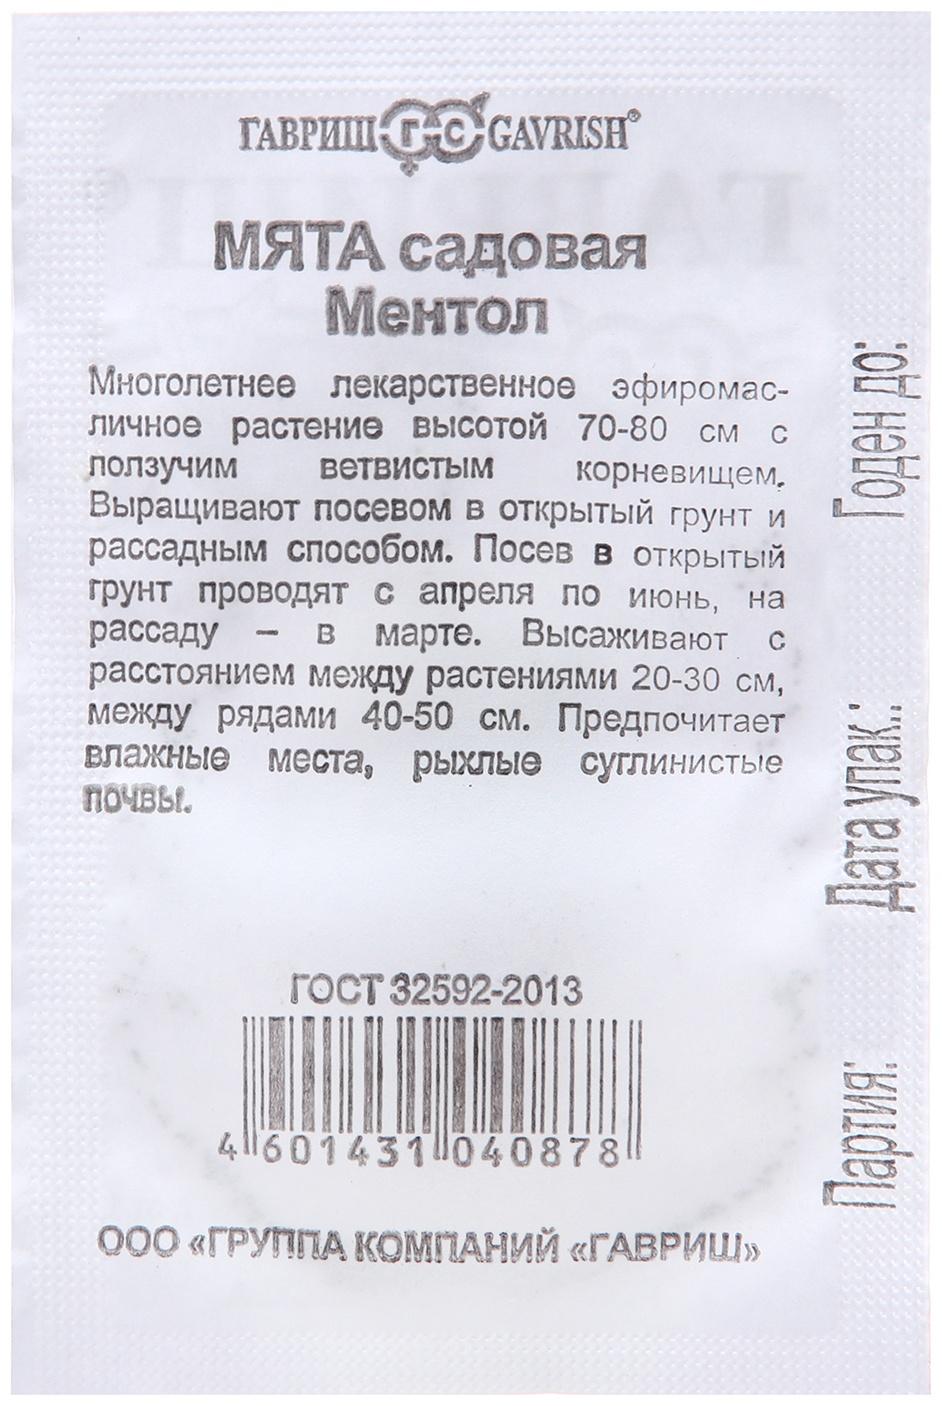 ГАВРИШ ГС GAVRISH®
МЯТА садовая
Ментол
Многолетнее лекарственное эфиромас-
личное растение высотой 70-80 см с
ползучим ветвистым корневищем.
Выращивают посевом в открытый грунт и
рассадным способом. Посев в открытый
грунт проводят с апреля по июнь, на
рассаду – в марте. Высаживают с
расстоянием между растениями 20-30 см,
между рядами 40-50 см. Предпочитает
влажные места, рыхлые суглинистые
почвы.
ГОСТ 32592-2013
4 601431 040878
ООО «ГРУППА КОМПАНИЙ «ГАВРИШ»
Годен до:
Дата упак.:
Партия: